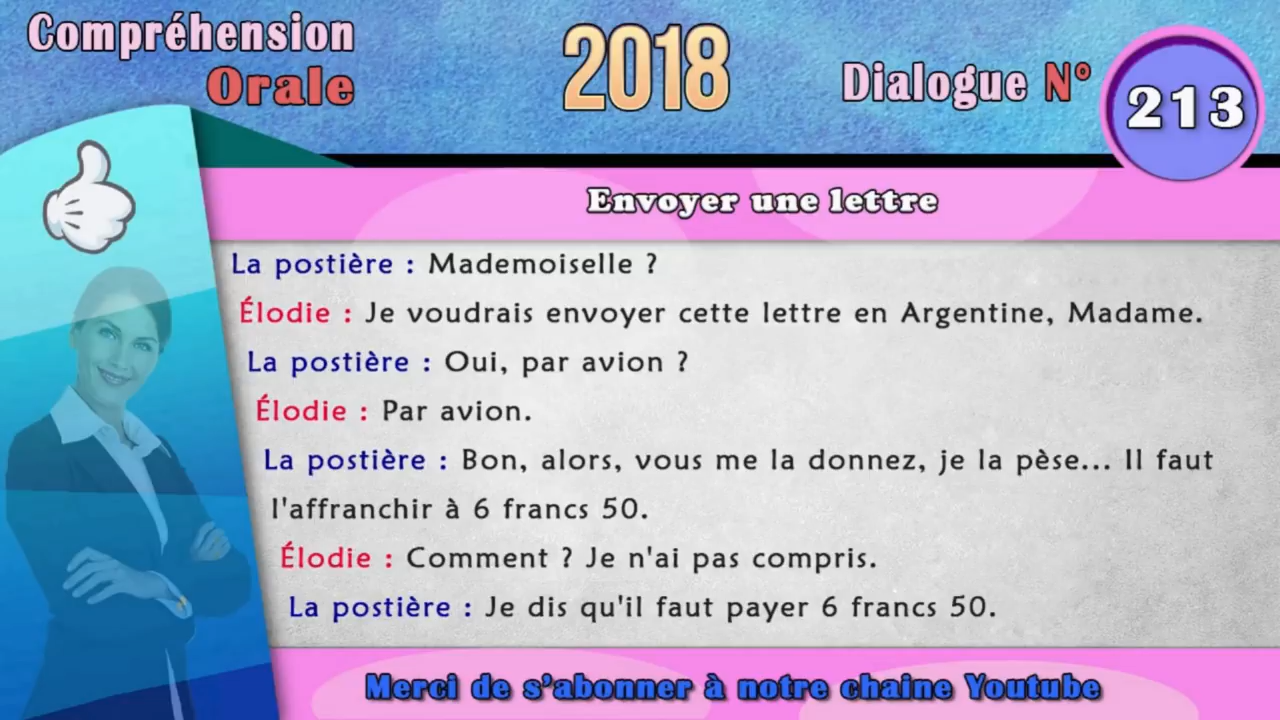 Compréhension
Orale
2018
Dialogue N°
213
Envoyer une lettre
La postière : Mademoiselle ?
Élodie : Je voudrais envoyer cette lettre en Argentine, Madame.
La postière : Oui, par avion ?
Élodie : Par avion.
La postière : Bon, alors, vous me la donnez, je la pèse... Il faut
l'affranchir à 6 francs 50.
Élodie : Comment ? Je n'ai pas compris.
La postière : Je dis qu'il faut payer 6 francs 50.
Merci de s'abonner à notre chaine Youtube